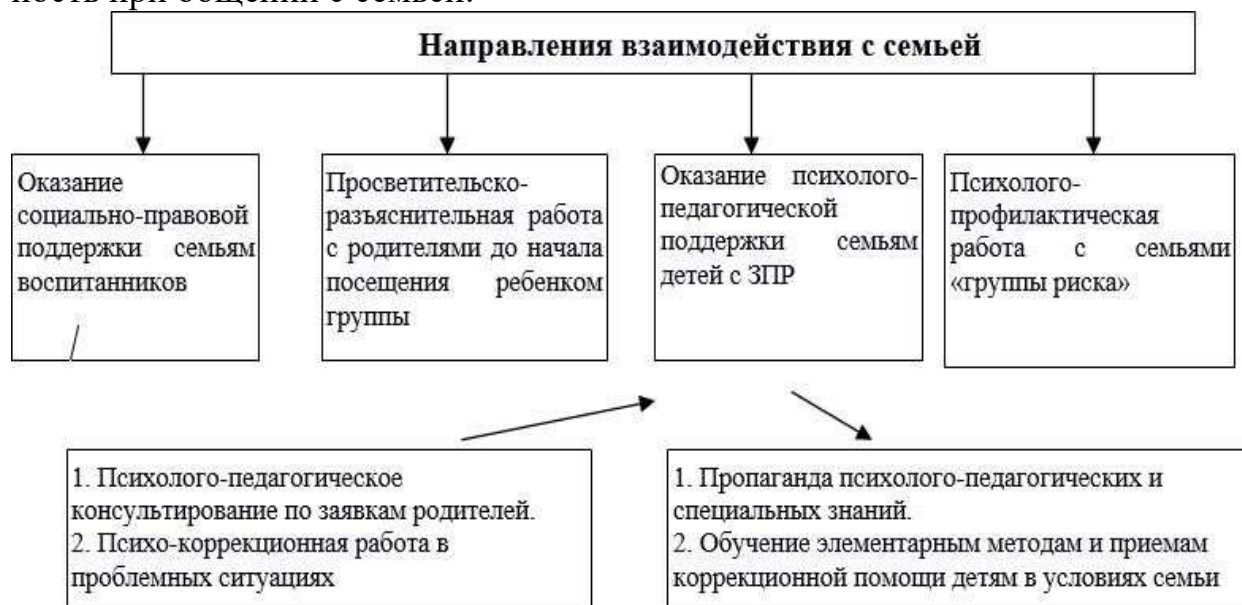 ность при общении с семьей.
Направления взаимодействия с семьей
Оказание
социально-правовой
поддержки семьям
воспитанников
Просветительско-
разъяснительная работа
с родителями до начала
посещения ребенком
группы
Оказание психолого-
педагогической
поддержки семьям
детей с ЗПР
Психолого-
профилактическая
работа с семьями
«группы риска»
1. Психолого-педагогическое
консультирование по заявкам родителей.
2. Психо-коррекционная работа в
проблемных ситуациях
1. Пропаганда психолого-педагогических и
специальных знаний.
2. Обучение элементарным методам и приемам
коррекционной помощи детям в условиях семьи